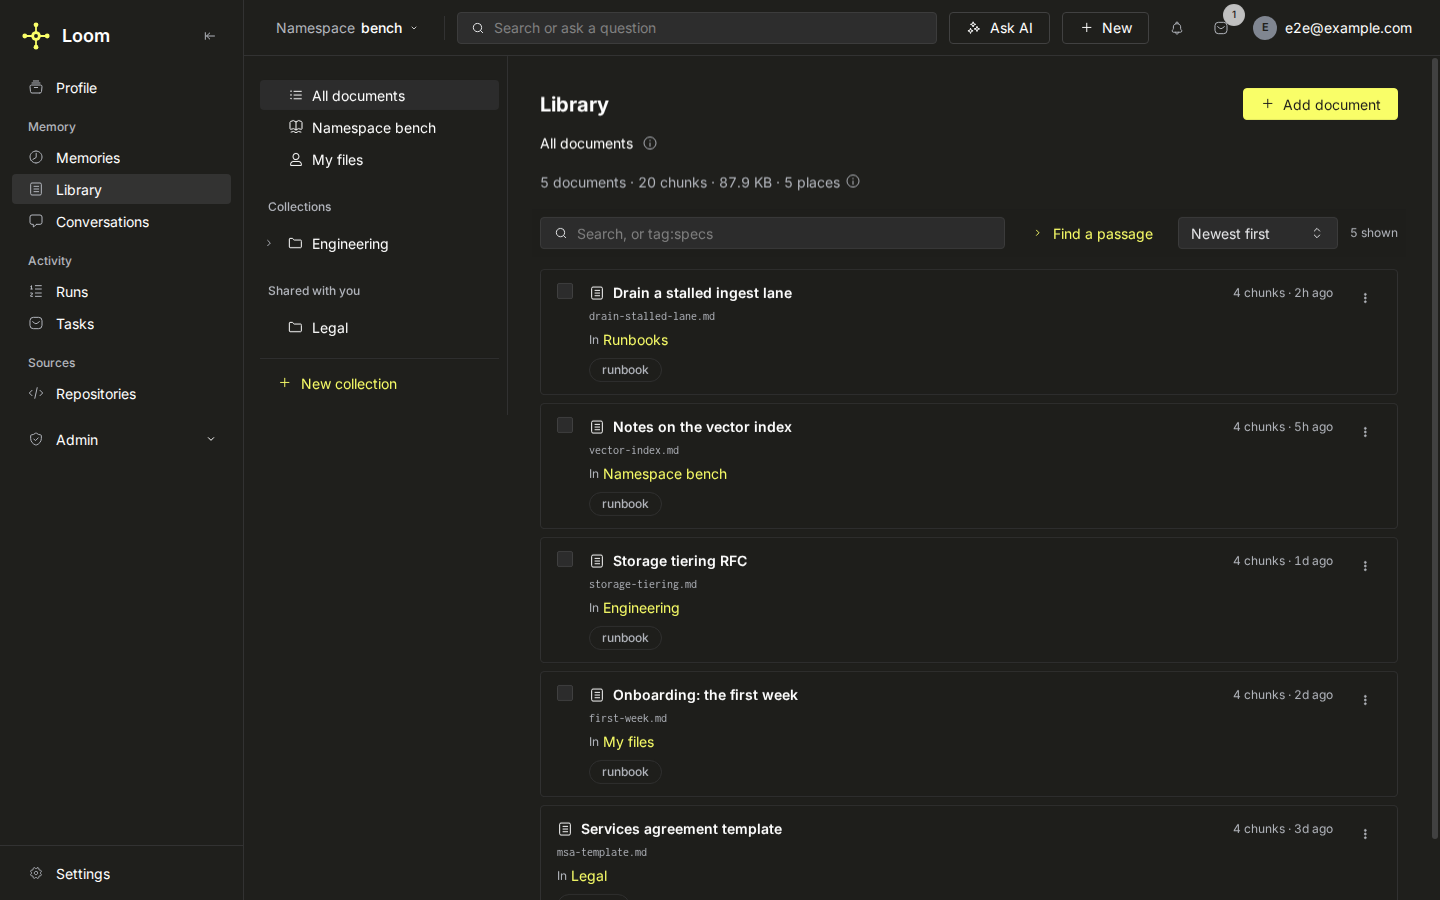 Loom
Profile
Memory
Memories
Library
Conversations
Activity
Runs
Tasks
Sources
Repositories
Admin
Settings
Namespace bench
Search or ask a question
Ask AI
New
1
E
e2e@example.com
All documents
Namespace bench
My files
Collections
Engineering
Shared with you
Legal
New collection
Library
Add document
All documents
5 documents · 20 chunks · 87.9 KB · 5 places
Search, or tag:specs
Find a passage
Newest first
5 shown
Drain a stalled ingest lane
4 chunks · 2h ago
drain-stalled-lane.md
In Runbooks
runbook
Notes on the vector index
4 chunks · 5h ago
vector-index.md
In Namespace bench
runbook
Storage tiering RFC
4 chunks · 1d ago
storage-tiering.md
In Engineering
runbook
Onboarding: the first week
4 chunks · 2d ago
first-week.md
In My files
runbook
Services agreement template
4 chunks · 3d ago
msa-template.md
In Legal